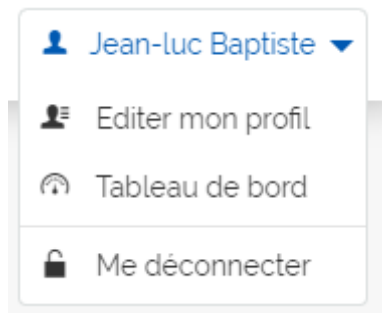 Jean-luc Baptiste
Editer mon profil
Tableau de bord
Me déconnecter